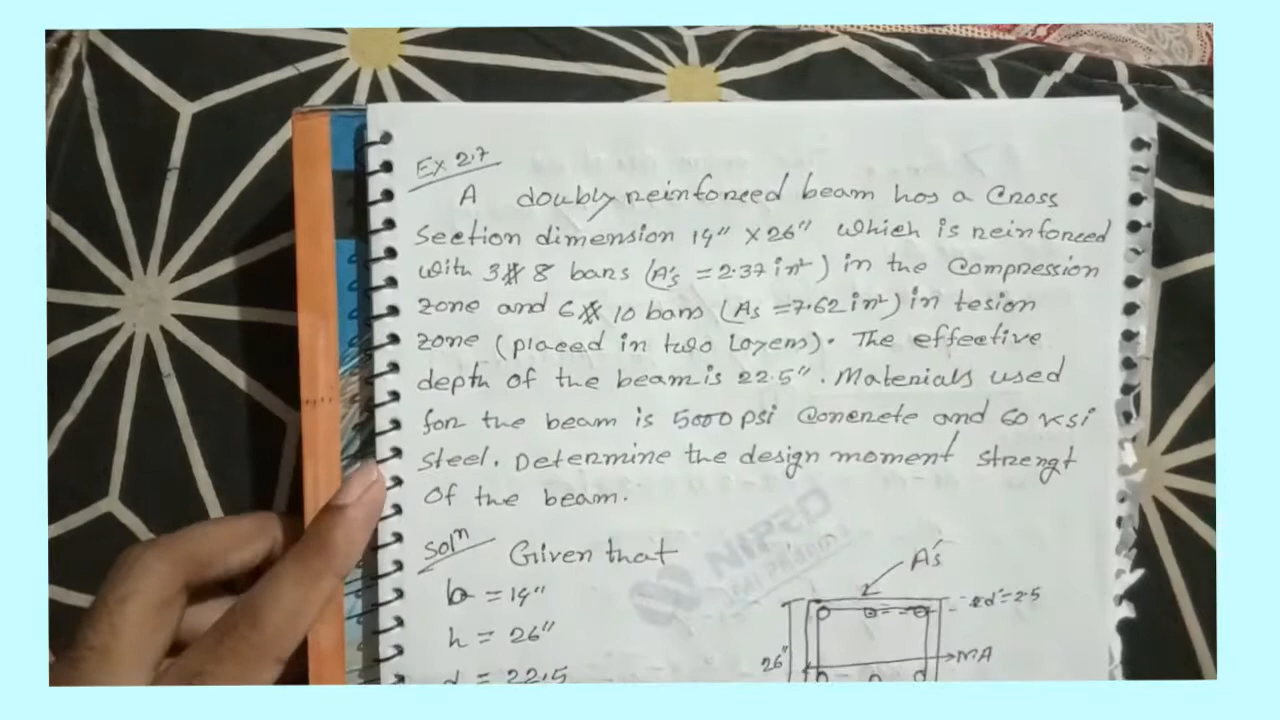 Ex 2.7
A doubly reinforced beam has a Cross
Section dimension 14" x 26" which is reinforced
with 3# 8 bars (A's = 2.37 in²) in the Compression
zone and 6# 10 bars (As = 7.62 in²) in tesion
zone (placed in two layers). The effective
depth of the beam is 22.5". Materials used
for the beam is 5000 psi Concrete and 60 ksi
steel. Determine the design moment strengt
of the beam.
Solⁿ Given that
b = 14"
h = 26"
d = 22.5
A's
d' = 2.5
26"
NA